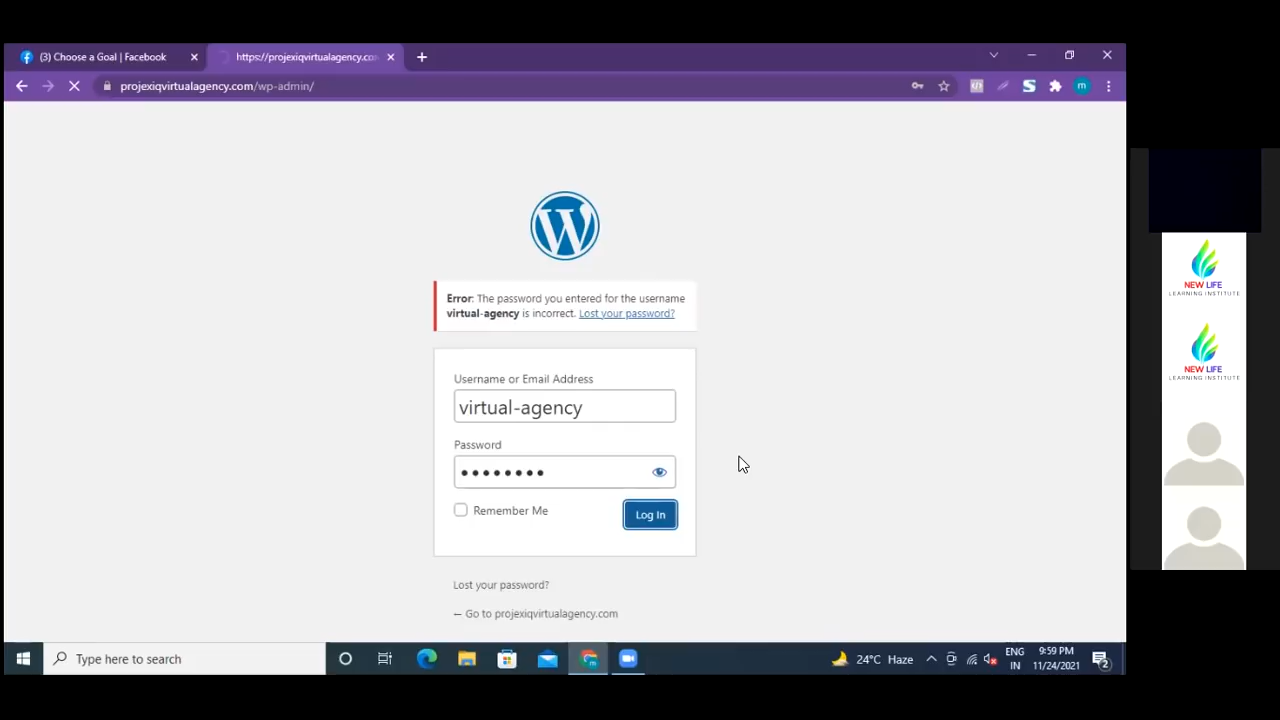 (3) Choose a Goal | Facebook
https://projexiqvirtualagency.co
projexiqvirtualagency.com/wp-admin/
m
Error: The password you entered for the username
virtual-agency is incorrect. Lost your password?
Username or Email Address
virtual-agency
Password
Remember Me
Log In
Lost your password?
← Go to projexiqvirtualagency.com
NEW LIFE
LEARNING INSTITUTE
NEW LIFE
LEARNING INSTITUTE
Type here to search
24°C Haze
ENG
IN
9:59 PM
11/24/2021
2